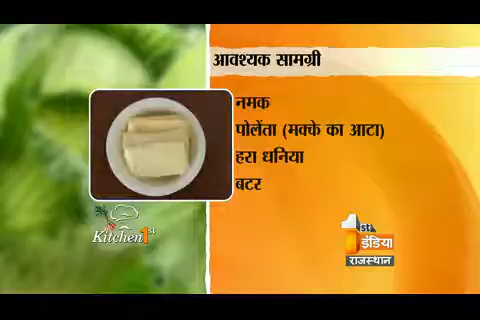 आवश्यक सामग्री
नमक
पोलेंता (मक्के का आटा)
हरा धनिया
बटर
Kitchen 1st
1st
इंडिया
राजस्थान